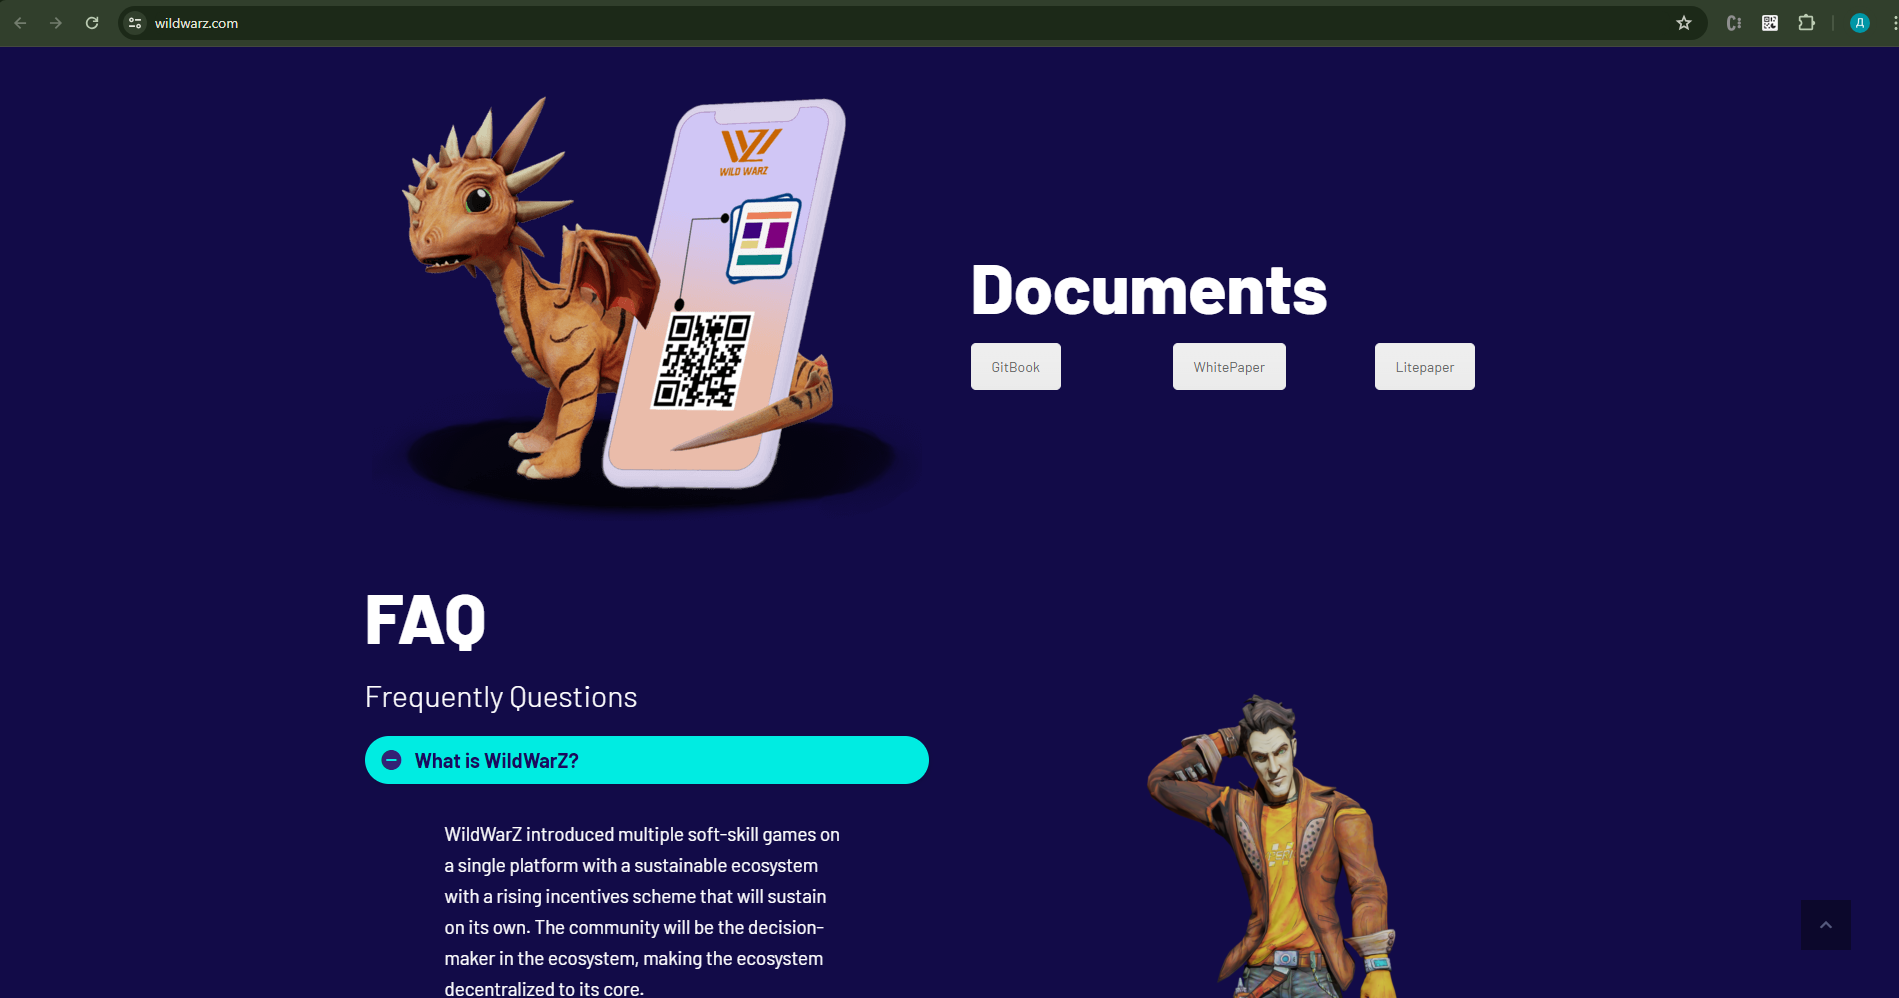 wildwarz.com
Д
WILD WARZ
Documents
GitBook
WhitePaper
Litepaper
FAQ
Frequently Questions
What is WildWarZ?
WildWarZ introduced multiple soft-skill games on
a single platform with a sustainable ecosystem
with a rising incentives scheme that will sustain
on its own. The community will be the decision-
maker in the ecosystem, making the ecosystem
decentralized to its core.